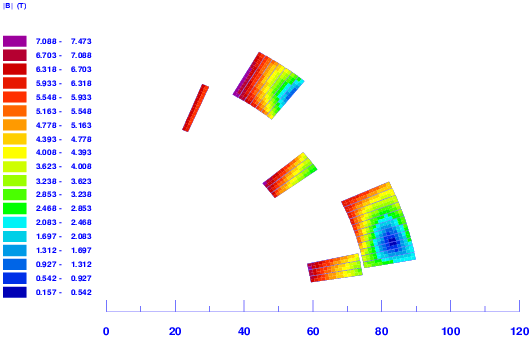 |B| (T)
7.088 - 7.473
6.703 - 7.088
6.318 - 6.703
5.933 - 6.318
5.548 - 5.933
5.163 - 5.548
4.778 - 5.163
4.393 - 4.778
4.008 - 4.393
3.623 - 4.008
3.238 - 3.623
2.853 - 3.238
2.468 - 2.853
2.083 - 2.468
1.697 - 2.083
1.312 - 1.697
0.927 - 1.312
0.542 - 0.927
0.157 - 0.542
0 20 40 60 80 100 120